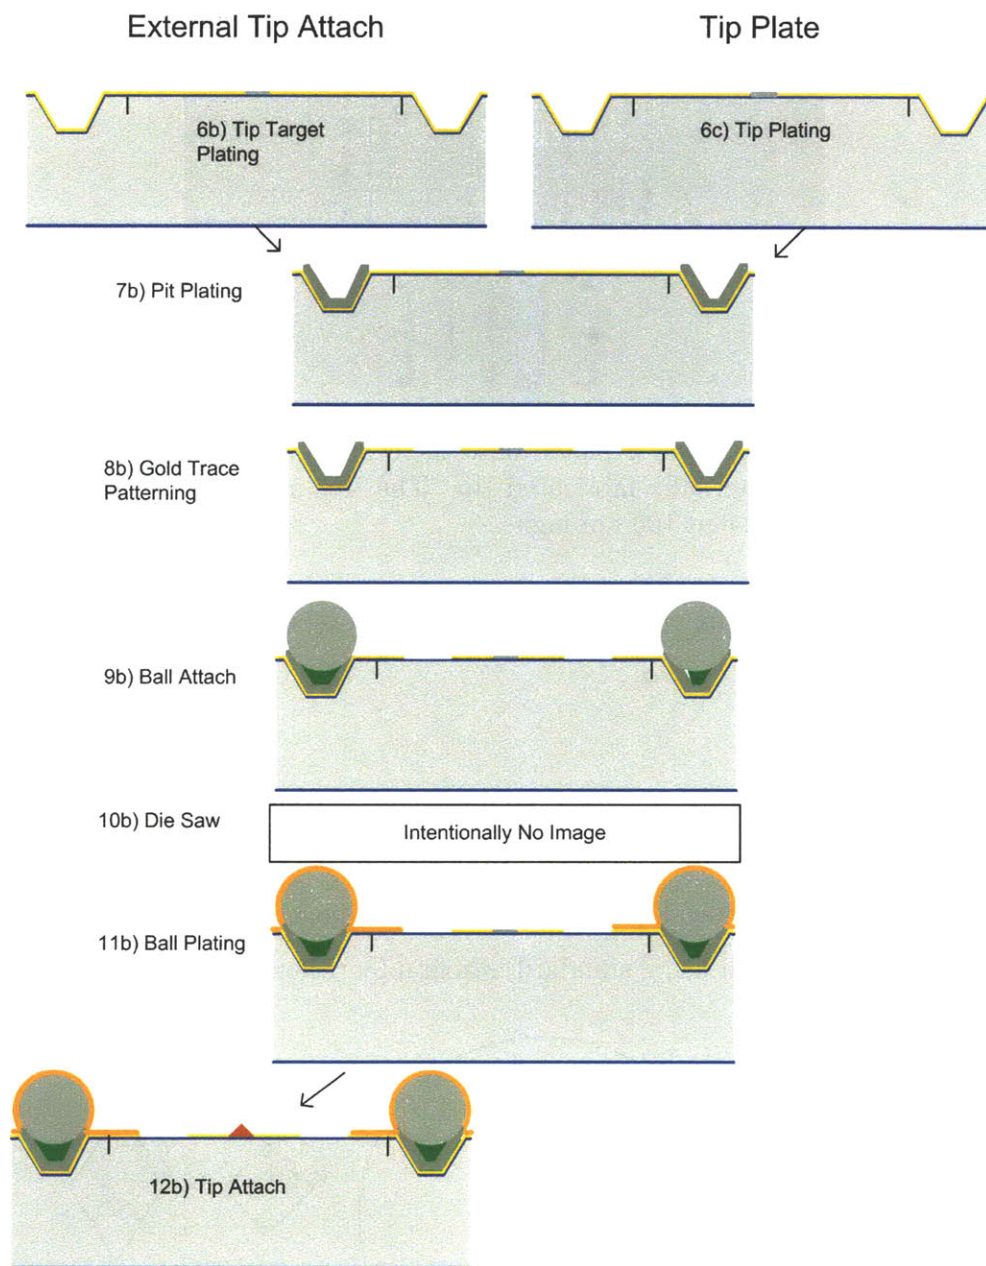 External Tip Attach
Tip Plate
6b) Tip Target
Plating
6c) Tip Plating
7b) Pit Plating
8b) Gold Trace
Patterning
9b) Ball Attach
10b) Die Saw
Intentionally No Image
11b) Ball Plating
12b) Tip Attach